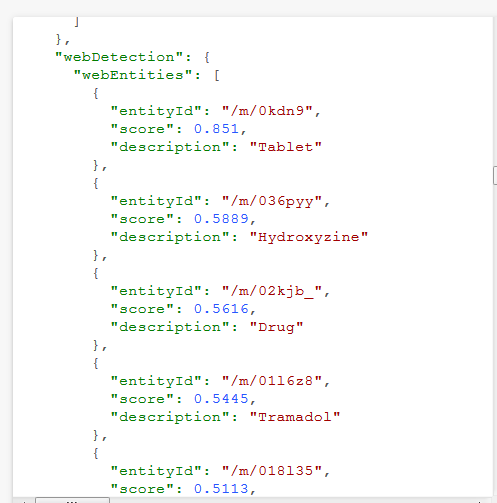 ]
},
"webDetection": {
"webEntities": [
{
"entityId": "/m/0kdn9",
"score": 0.851,
"description": "Tablet"
},
{
"entityId": "/m/036pyy",
"score": 0.5889,
"description": "Hydroxyzine"
},
{
"entityId": "/m/02kjb_",
"score": 0.5616,
"description": "Drug"
},
{
"entityId": "/m/01l6z8",
"score": 0.5445,
"description": "Tramadol"
},
{
"entityId": "/m/018l35",
"score": 0.5113,